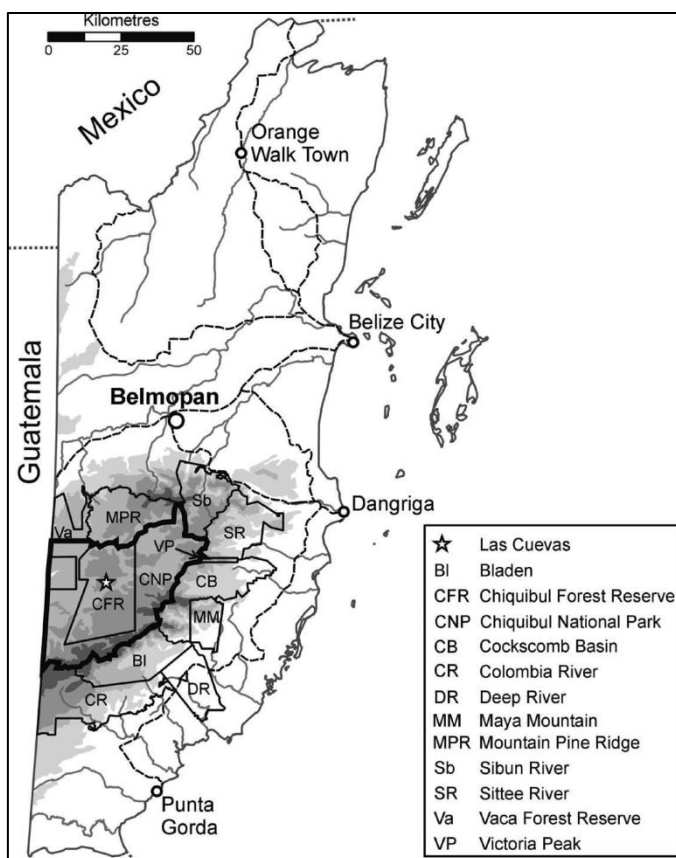 Kilometres
0 25 50
Mexico
Orange
Walk Town
Belize City
Guatemala
Belmopan
Dangriga
Sb
MPR
Va
SR
VP
CNP
CFR
CB
MM
BI
DR
CR
Punta
Gorda
Las Cuevas
BI Bladen
CFR Chiquibul Forest Reserve
CNP Chiquibul National Park
CB Cockscomb Basin
CR Colombia River
DR Deep River
MM Maya Mountain
MPR Mountain Pine Ridge
Sb Sibun River
SR Sittee River
Va Vaca Forest Reserve
VP Victoria Peak